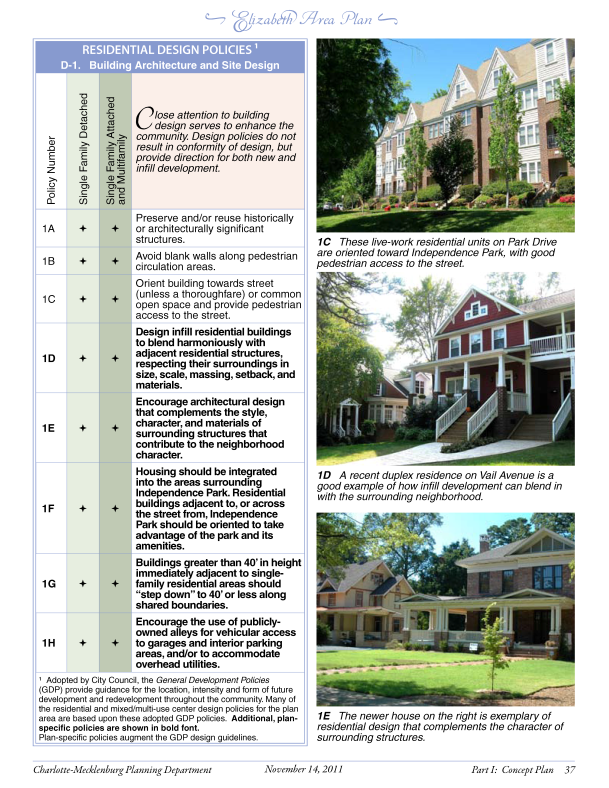 Elizabeth Area Plan
RESIDENTIAL DESIGN POLICIES ¹
D-1. Building Architecture and Site Design
Policy Number
Single Family Detached
Single Family Attached
and Multifamily
Close attention to building
design serves to enhance the
community. Design policies do not
result in conformity of design, but
provide direction for both new and
infill development.
1A ✦ ✦ Preserve and/or reuse historically
or architecturally significant
structures.
1B ✦ ✦ Avoid blank walls along pedestrian
circulation areas.
1C ✦ ✦ Orient building towards street
(unless a thoroughfare) or common
open space and provide pedestrian
access to the street.
1D ✦ ✦ Design infill residential buildings
to blend harmoniously with
adjacent residential structures,
respecting their surroundings in
size, scale, massing, setback, and
materials.
1E ✦ ✦ Encourage architectural design
that complements the style,
character, and materials of
surrounding structures that
contribute to the neighborhood
character.
1F ✦ ✦ Housing should be integrated
into the areas surrounding
Independence Park. Residential
buildings adjacent to, or across
the street from, Independence
Park should be oriented to take
advantage of the park and its
amenities.
1G ✦ ✦ Buildings greater than 40' in height
immediately adjacent to single-
family residential areas should
"step down" to 40' or less along
shared boundaries.
1H ✦ ✦ Encourage the use of publicly-
owned alleys for vehicular access
to garages and interior parking
areas, and/or to accommodate
overhead utilities.
¹ Adopted by City Council, the General Development Policies
(GDP) provide guidance for the location, intensity and form of future
development and redevelopment throughout the community. Many of
the residential and mixed/multi-use center design policies for the plan
area are based upon these adopted GDP policies. Additional, plan-
specific policies are shown in bold font.
Plan-specific policies augment the GDP design guidelines.
1C These live-work residential units on Park Drive
are oriented toward Independence Park, with good
pedestrian access to the street.
1D A recent duplex residence on Vail Avenue is a
good example of how infill development can blend in
with the surrounding neighborhood.
1E The newer house on the right is exemplary of
residential design that complements the character of
surrounding structures.
Charlotte-Mecklenburg Planning Department
November 14, 2011
Part I: Concept Plan 37